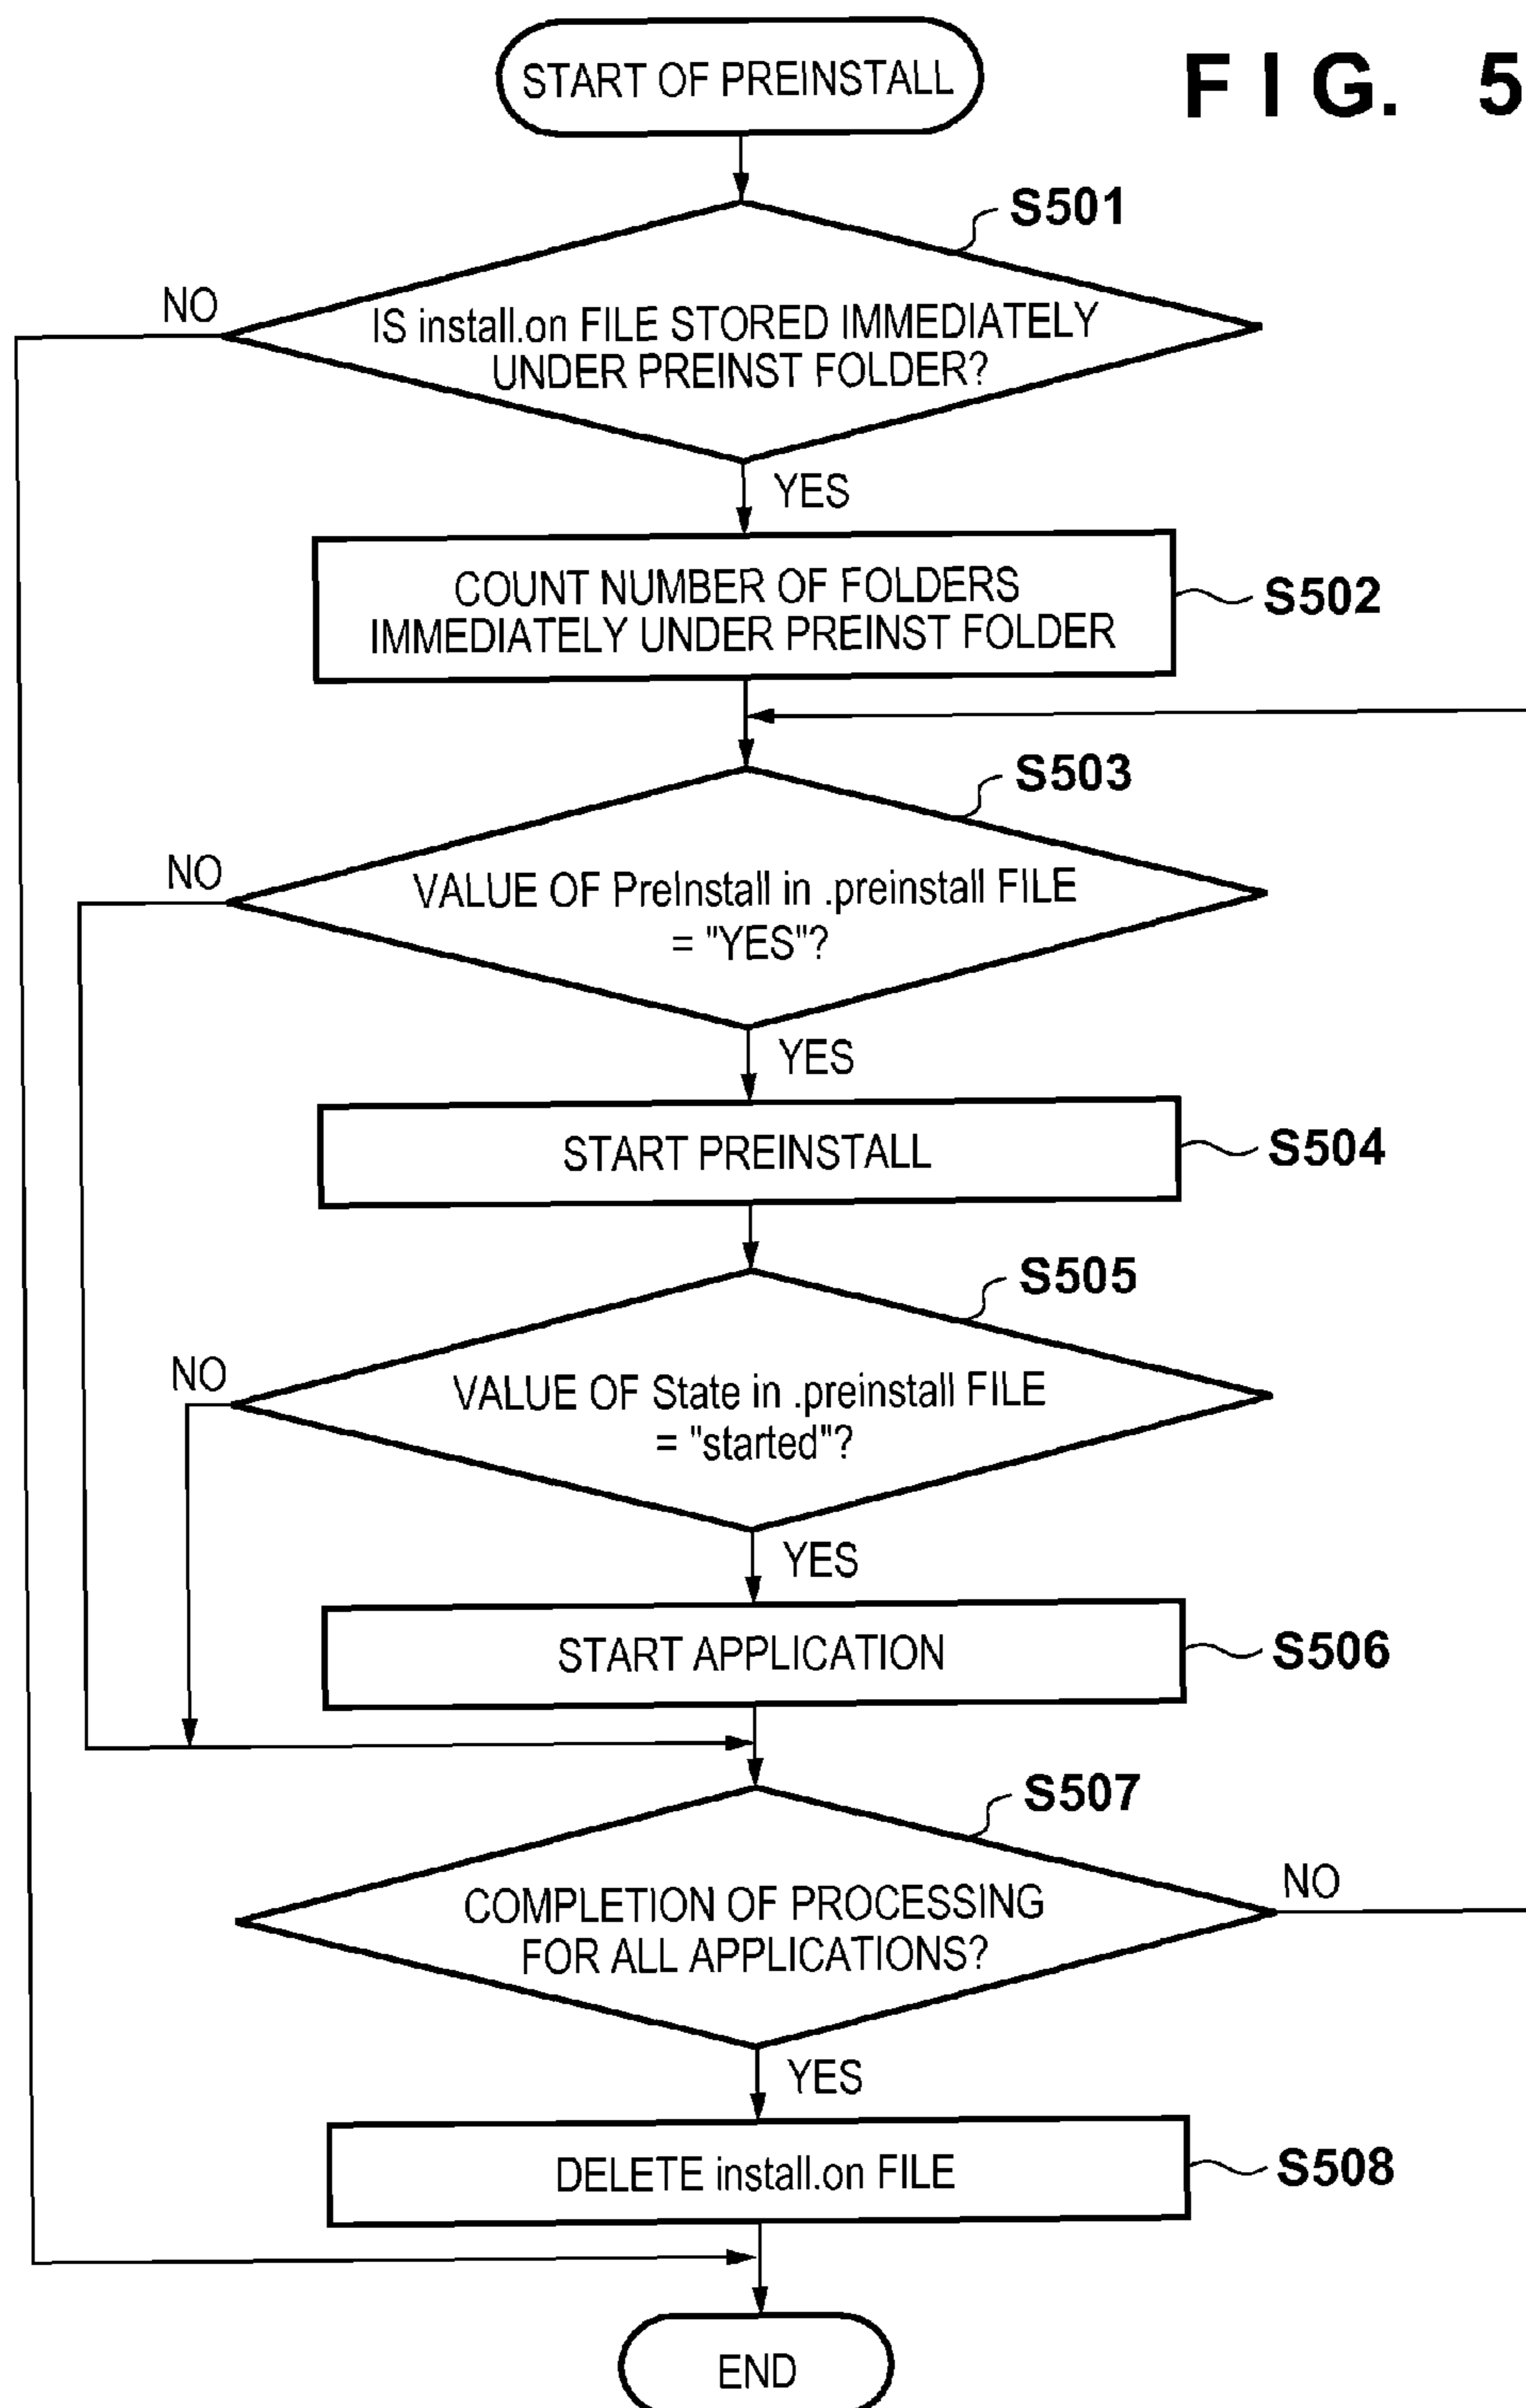 START OF PREINSTALL
FIG. 5
S501
NO
IS install.on FILE STORED IMMEDIATELY
UNDER PREINST FOLDER?
YES
COUNT NUMBER OF FOLDERS
IMMEDIATELY UNDER PREINST FOLDER
S502
S503
NO
VALUE OF PreInstall in .preinstall FILE
= "YES"?
YES
START PREINSTALL
S504
S505
NO
VALUE OF State in .preinstall FILE
= "started"?
YES
START APPLICATION
S506
S507
COMPLETION OF PROCESSING
FOR ALL APPLICATIONS?
NO
YES
DELETE install.on FILE
S508
END